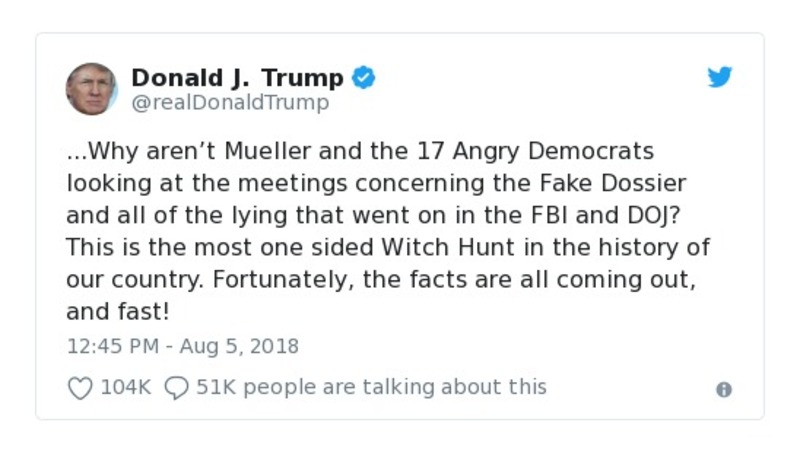 Donald J. Trump
@realDonaldTrump
...Why aren’t Mueller and the 17 Angry Democrats
looking at the meetings concerning the Fake Dossier
and all of the lying that went on in the FBI and DOJ?
This is the most one sided Witch Hunt in the history of
our country. Fortunately, the facts are all coming out,
and fast!
12:45 PM - Aug 5, 2018
104K 51K people are talking about this